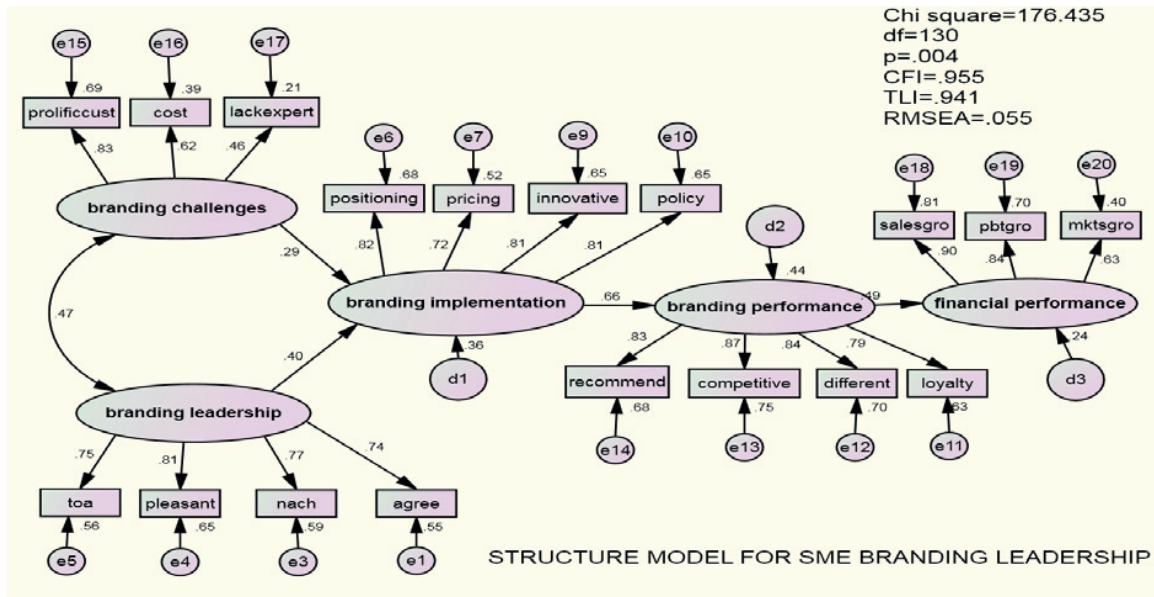 Chi square=176.435
df=130
p=.004
CFI=.955
TLI=.941
RMSEA=.055
e15 e16 e17
.69 .39 .21
prolificcust cost lackexpert
.83 .62 .46
branding challenges
e6 e7 e9 e10
.68 .52 .65 .65
positioning pricing innovative policy
.82 .72 .81 .81
.29
e18 e19 e20
.81 .70 .40
salesgro pbtgro mktsgro
.90 .84 .63
d2
.44
branding implementation .66 branding performance .49 financial performance
.47
.40
.36
d1
.24
d3
.83 .87 .84 .79
recommend competitive different loyalty
.68 .75 .70 .63
e14 e13 e12 e11
branding leadership
.75 .81 .77 .74
toa pleasant nach agree
.56 .65 .59 .55
e5 e4 e3 e1
STRUCTURE MODEL FOR SME BRANDING LEADERSHIP